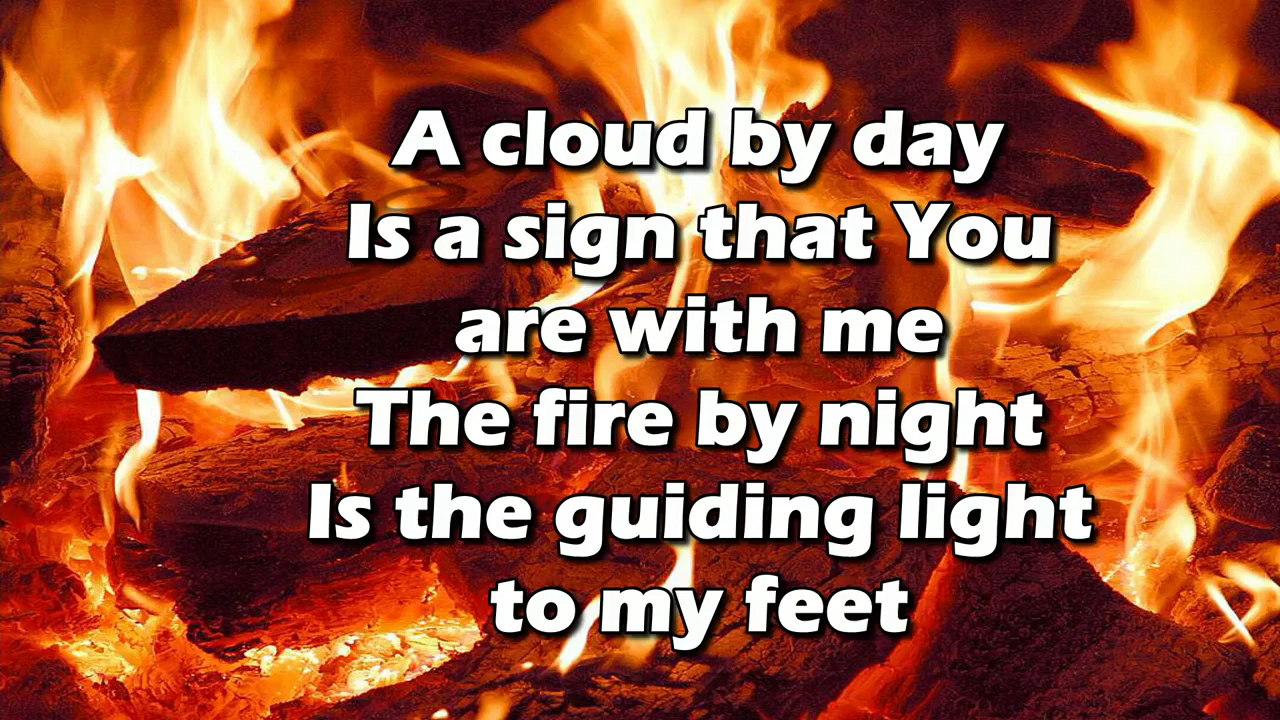 A cloud by day
Is a sign that You
are with me
The fire by night
Is the guiding light
to my feet